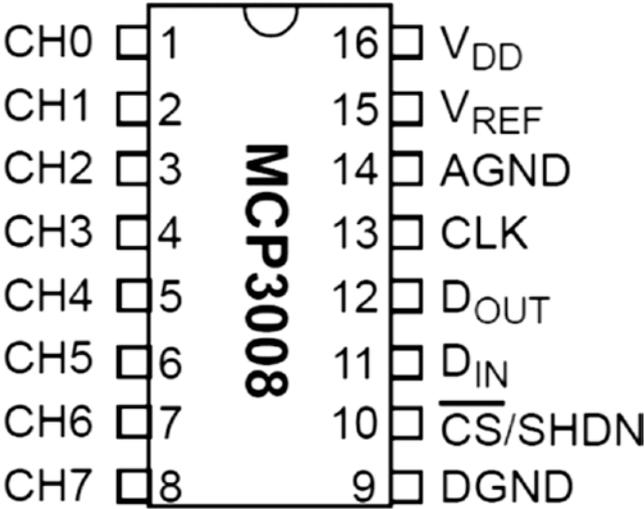 CH0 1 16 VDD
CH1 2 15 VREF
CH2 3 14 AGND
CH3 4 13 CLK
CH4 5 12 DOUT
CH5 6 11 DIN
CH6 7 10 C̅S̅/SHDN
CH7 8 9 DGND
MCP3008